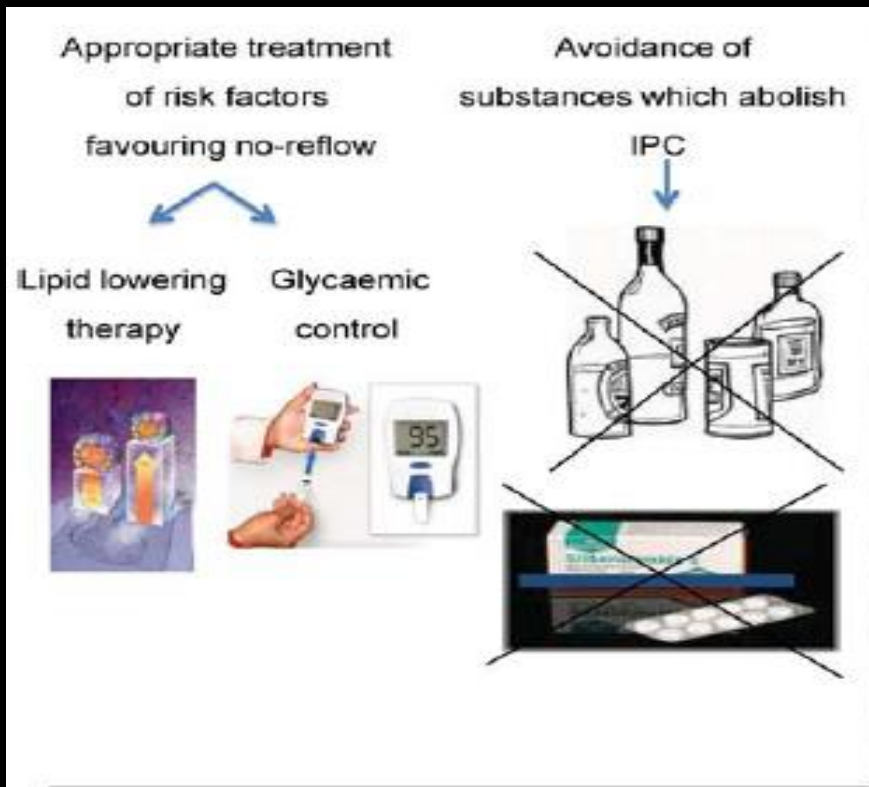 Appropriate treatment
of risk factors
favouring no-reflow
Avoidance of
substances which abolish
IPC
Lipid lowering
therapy
Glycaemic
control
95